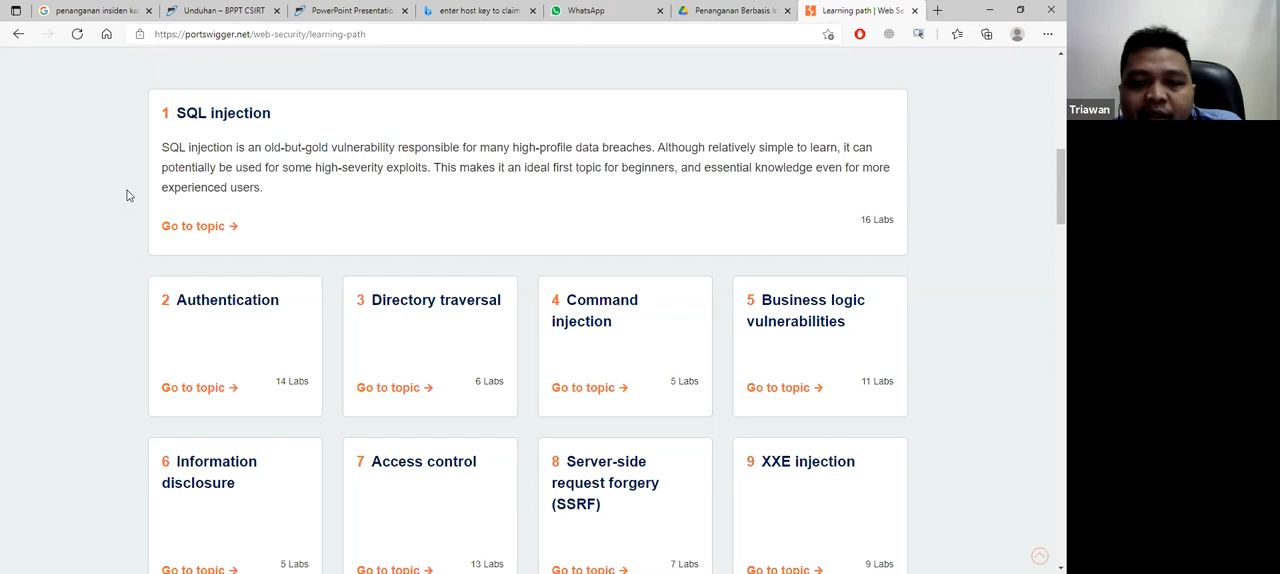 penanganan insiden ke
Unduhan – BPPT CSIRT
PowerPoint Presentatio
enter host key to claim
WhatsApp
Penanganan Berbasis I
Learning path | Web Se
https://portswigger.net/web-security/learning-path
Triawan
1 SQL injection
SQL injection is an old-but-gold vulnerability responsible for many high-profile data breaches. Although relatively simple to learn, it can
potentially be used for some high-severity exploits. This makes it an ideal first topic for beginners, and essential knowledge even for more
experienced users.
Go to topic →
16 Labs
2 Authentication
Go to topic →
14 Labs
3 Directory traversal
Go to topic →
6 Labs
4 Command
injection
Go to topic →
5 Labs
5 Business logic
vulnerabilities
Go to topic →
11 Labs
6 Information
disclosure
Go to topic →
5 Labs
7 Access control
Go to topic →
13 Labs
8 Server-side
request forgery
(SSRF)
Go to topic →
7 Labs
9 XXE injection
Go to topic →
9 Labs